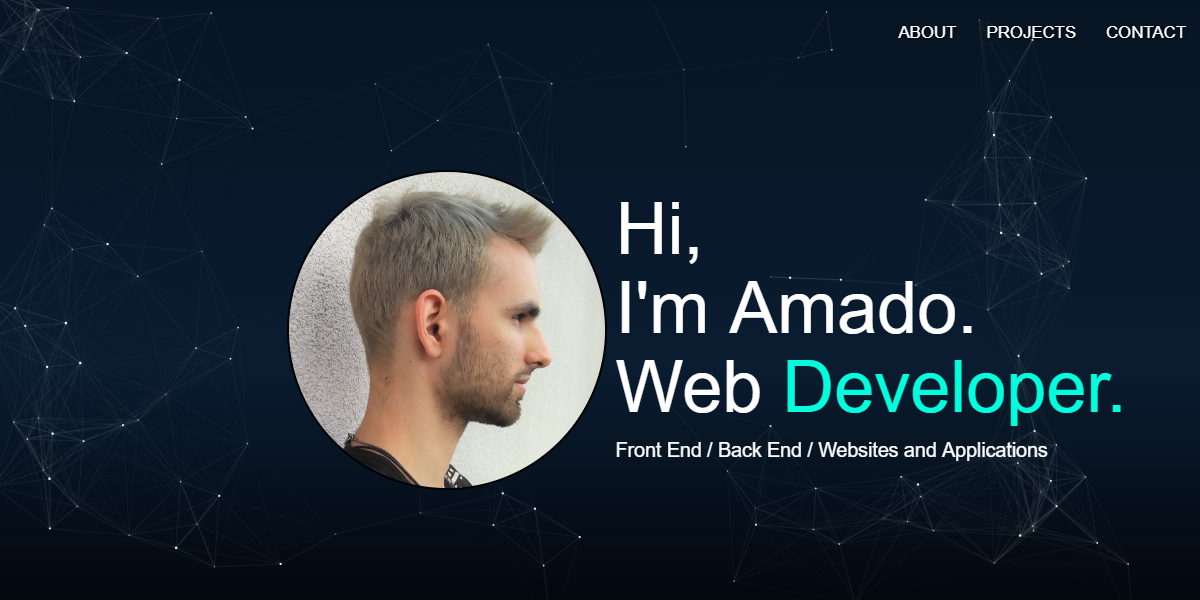 ABOUT PROJECTS CONTACT
Hi,
I'm Amado.
Web Developer.
Front End / Back End / Websites and Applications